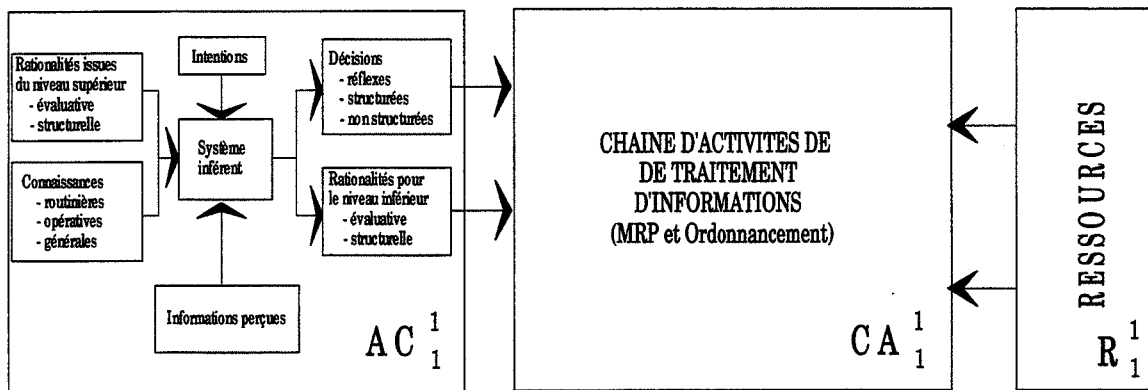 Rationalités issues
du niveau supérieur
- évaluative
- structurelle
Connaissances
- routinières
- opératives
- générales
Intentions
Système
inférent
Informations perçues
Décisions
- réflexes
- structurées
- non structurées
Rationalités pour
le niveau inférieur
- évaluative
- structurelle
AC 1 1
CHAINE D'ACTIVITES DE
DE TRAITEMENT
D'INFORMATIONS
(MRP et Ordonnancement)
CA 1 1
RESSOURCES
R 1 1